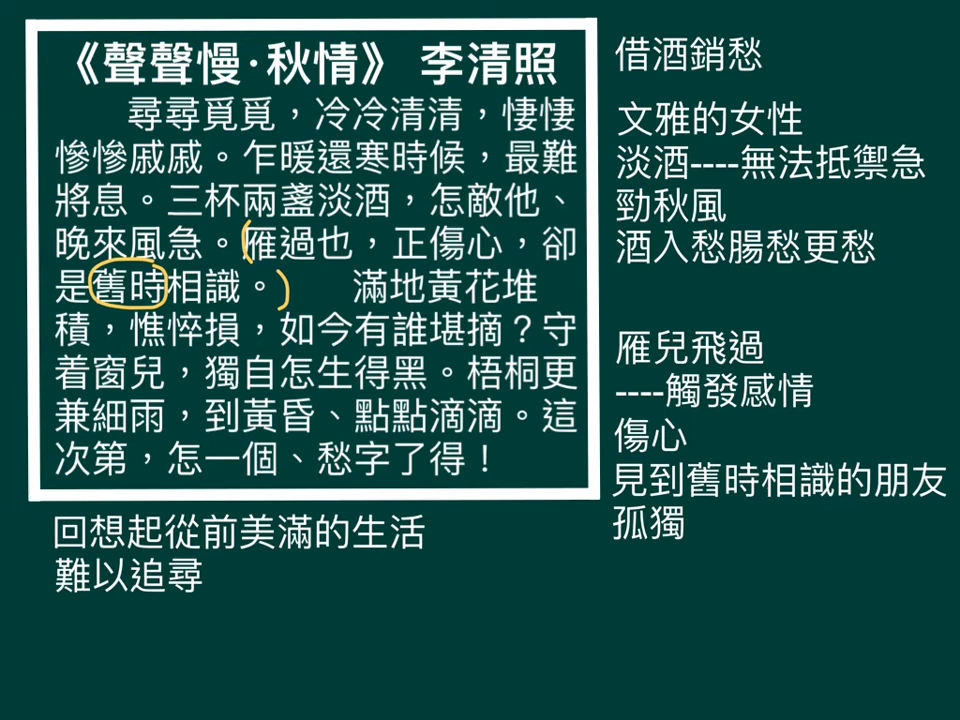 《聲聲慢·秋情》 李清照
尋尋覓覓，冷冷清清，悽悽
慘慘戚戚。乍暖還寒時候，最難
將息。三杯兩盞淡酒，怎敵他、
晚來風急。雁過也，正傷心，卻
是舊時相識。 滿地黃花堆
積，憔悴損，如今有誰堪摘？守
着窗兒，獨自怎生得黑。梧桐更
兼細雨，到黃昏、點點滴滴。這
次第，怎一個、愁字了得！
回想起從前美滿的生活
難以追尋
借酒銷愁
文雅的女性
淡酒----無法抵禦急
勁秋風
酒入愁腸愁更愁
雁兒飛過
----觸發感情
傷心
見到舊時相識的朋友
孤獨